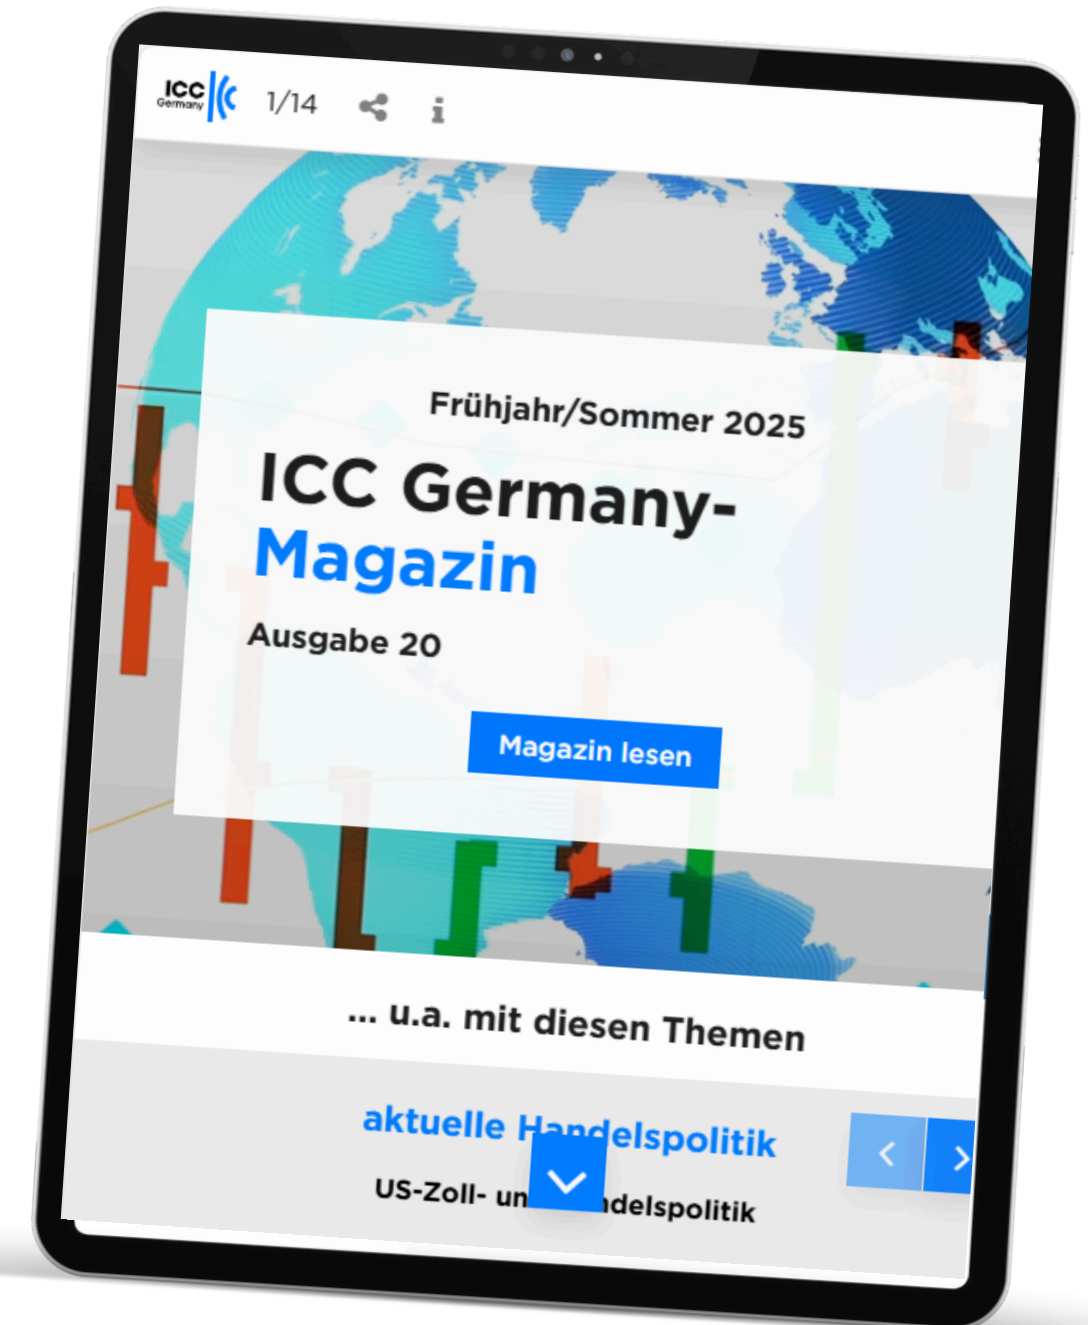 ICC
Germany
1/14
Frühjahr/Sommer 2025
ICC Germany-
Magazin
Ausgabe 20
Magazin lesen
... u.a. mit diesen Themen
aktuelle Handelspolitik
US-Zoll- un delspolitik